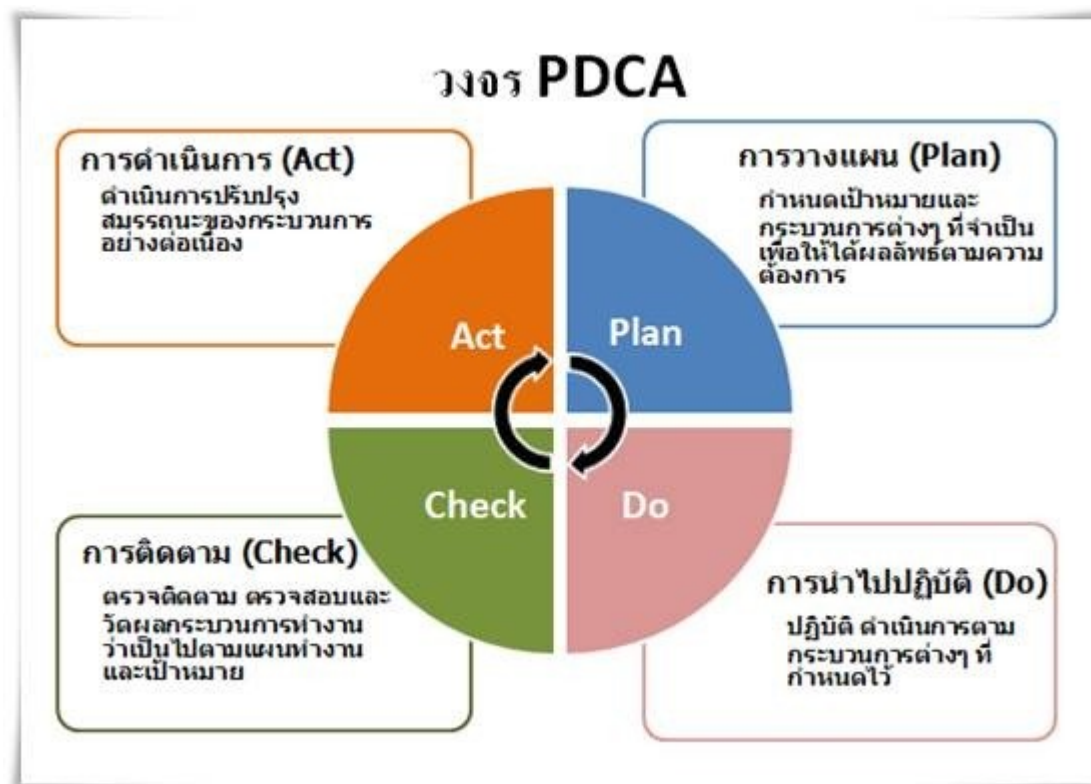 วงจร PDCA
การดำเนินการ (Act)
ดำเนินการปรับปรุง
สมรรถนะของกระบวนการ
อย่างต่อเนื่อง
การวางแผน (Plan)
กำหนดเป้าหมายและ
กระบวนการต่างๆ ที่จำเป็น
เพื่อให้ได้ผลลัพธ์ตามความ
ต้องการ
Act
Plan
Check
Do
การติดตาม (Check)
ตรวจติดตาม ตรวจสอบและ
วัดผลกระบวนการทำงาน
ว่าเป็นไปตามแผนทำงาน
และเป้าหมาย
การนำไปปฏิบัติ (Do)
ปฏิบัติ ดำเนินการตาม
กระบวนการต่างๆ ที่
กำหนดไว้